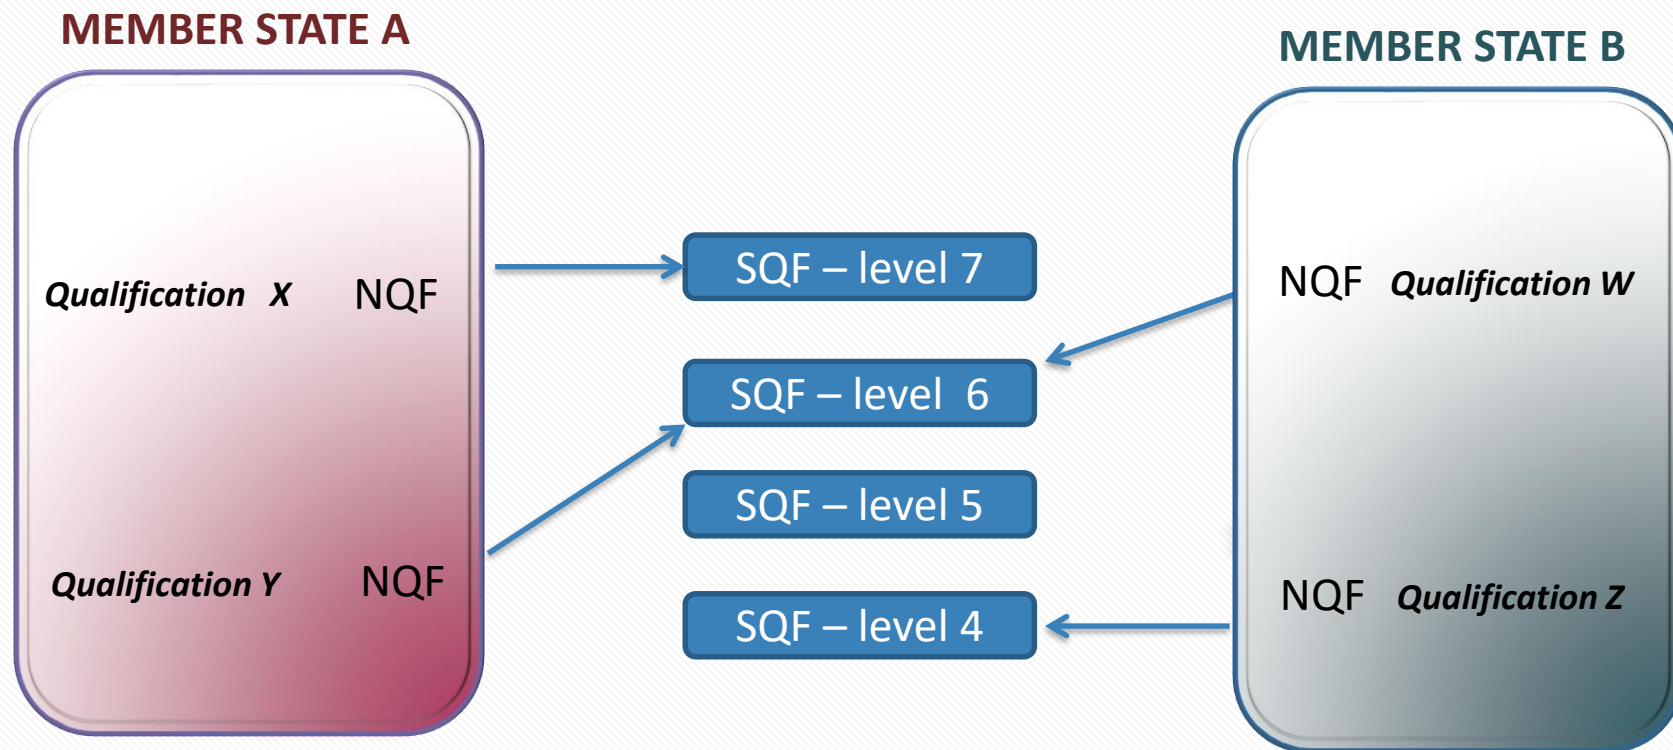 MEMBER STATE A
Qualification X NQF
Qualification Y NQF
SQF – level 7
SQF – level 6
SQF – level 5
SQF – level 4
MEMBER STATE B
NQF Qualification W
NQF Qualification Z